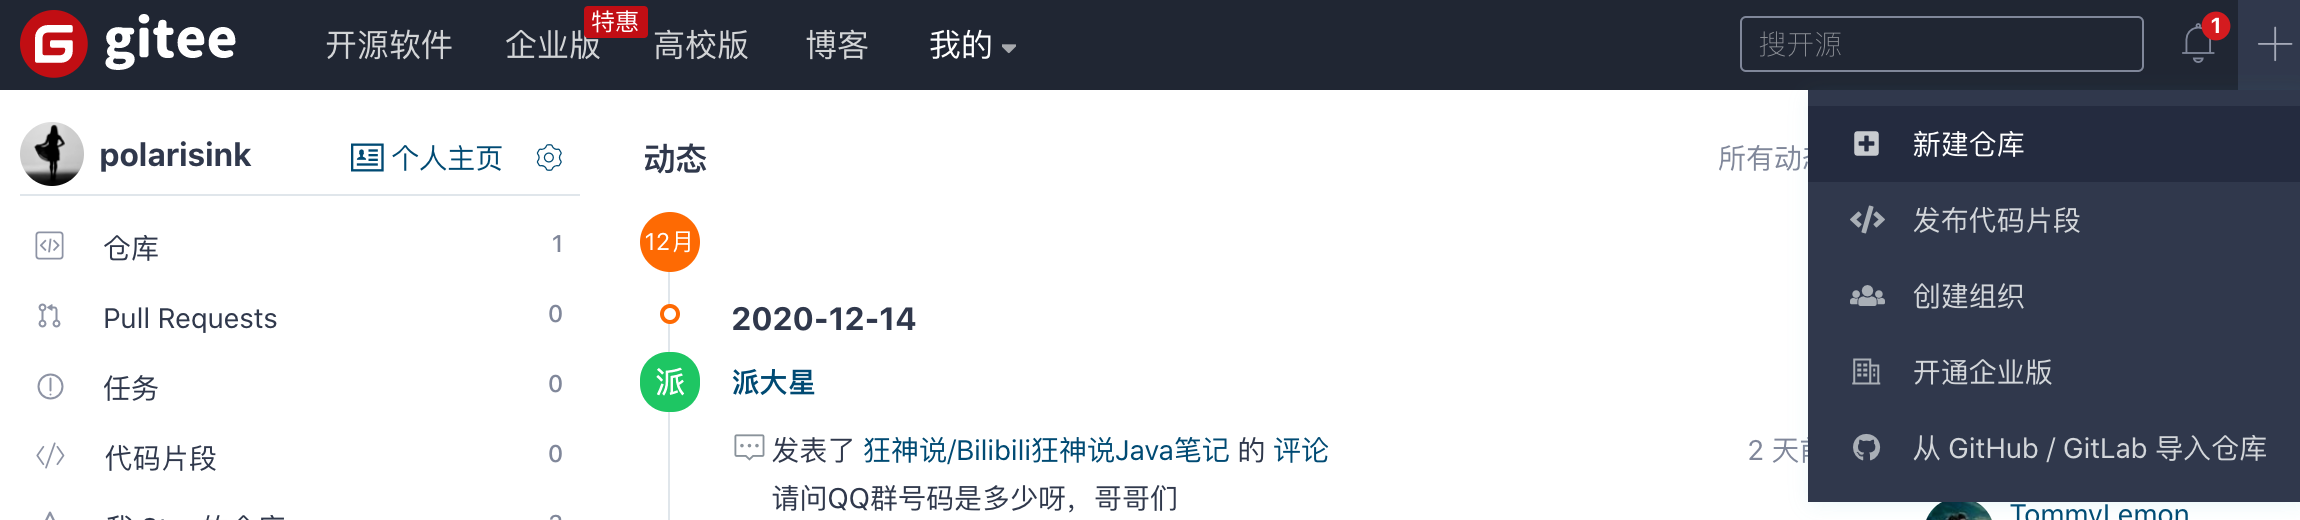 gitee 开源软件 企业版 特惠 高校版 博客 我的 搜开源 1
polarisink 个人主页
仓库 1
Pull Requests 0
任务 0
代码片段 0
动态 所有动
12月
2020-12-14
派 派大星
发表了 狂神说/Bilibili狂神说Java笔记 的 评论 2 天
请问QQ群号码是多少呀，哥哥们
新建仓库
发布代码片段
创建组织
开通企业版
从 GitHub / GitLab 导入仓库
TommyLemon